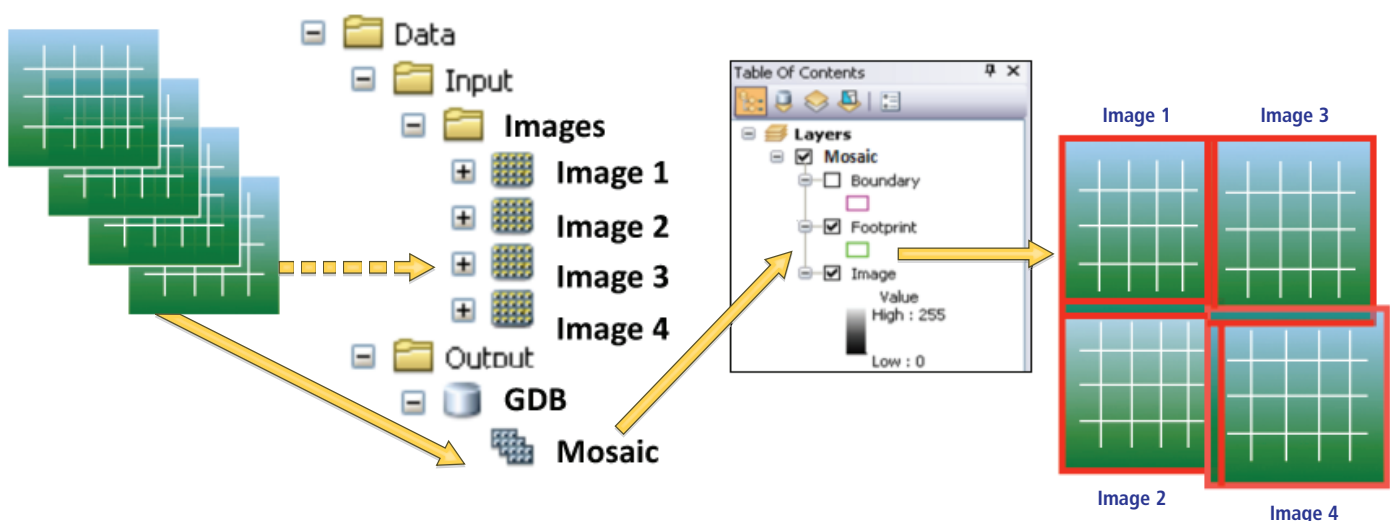 Data
Input
Images
Image 1
Image 2
Image 3
Image 4
Output
GDB
Mosaic
Table Of Contents
Layers
Mosaic
Boundary
Footprint
Image
Value
High : 255
Low : 0
Image 1
Image 3
Image 2
Image 4